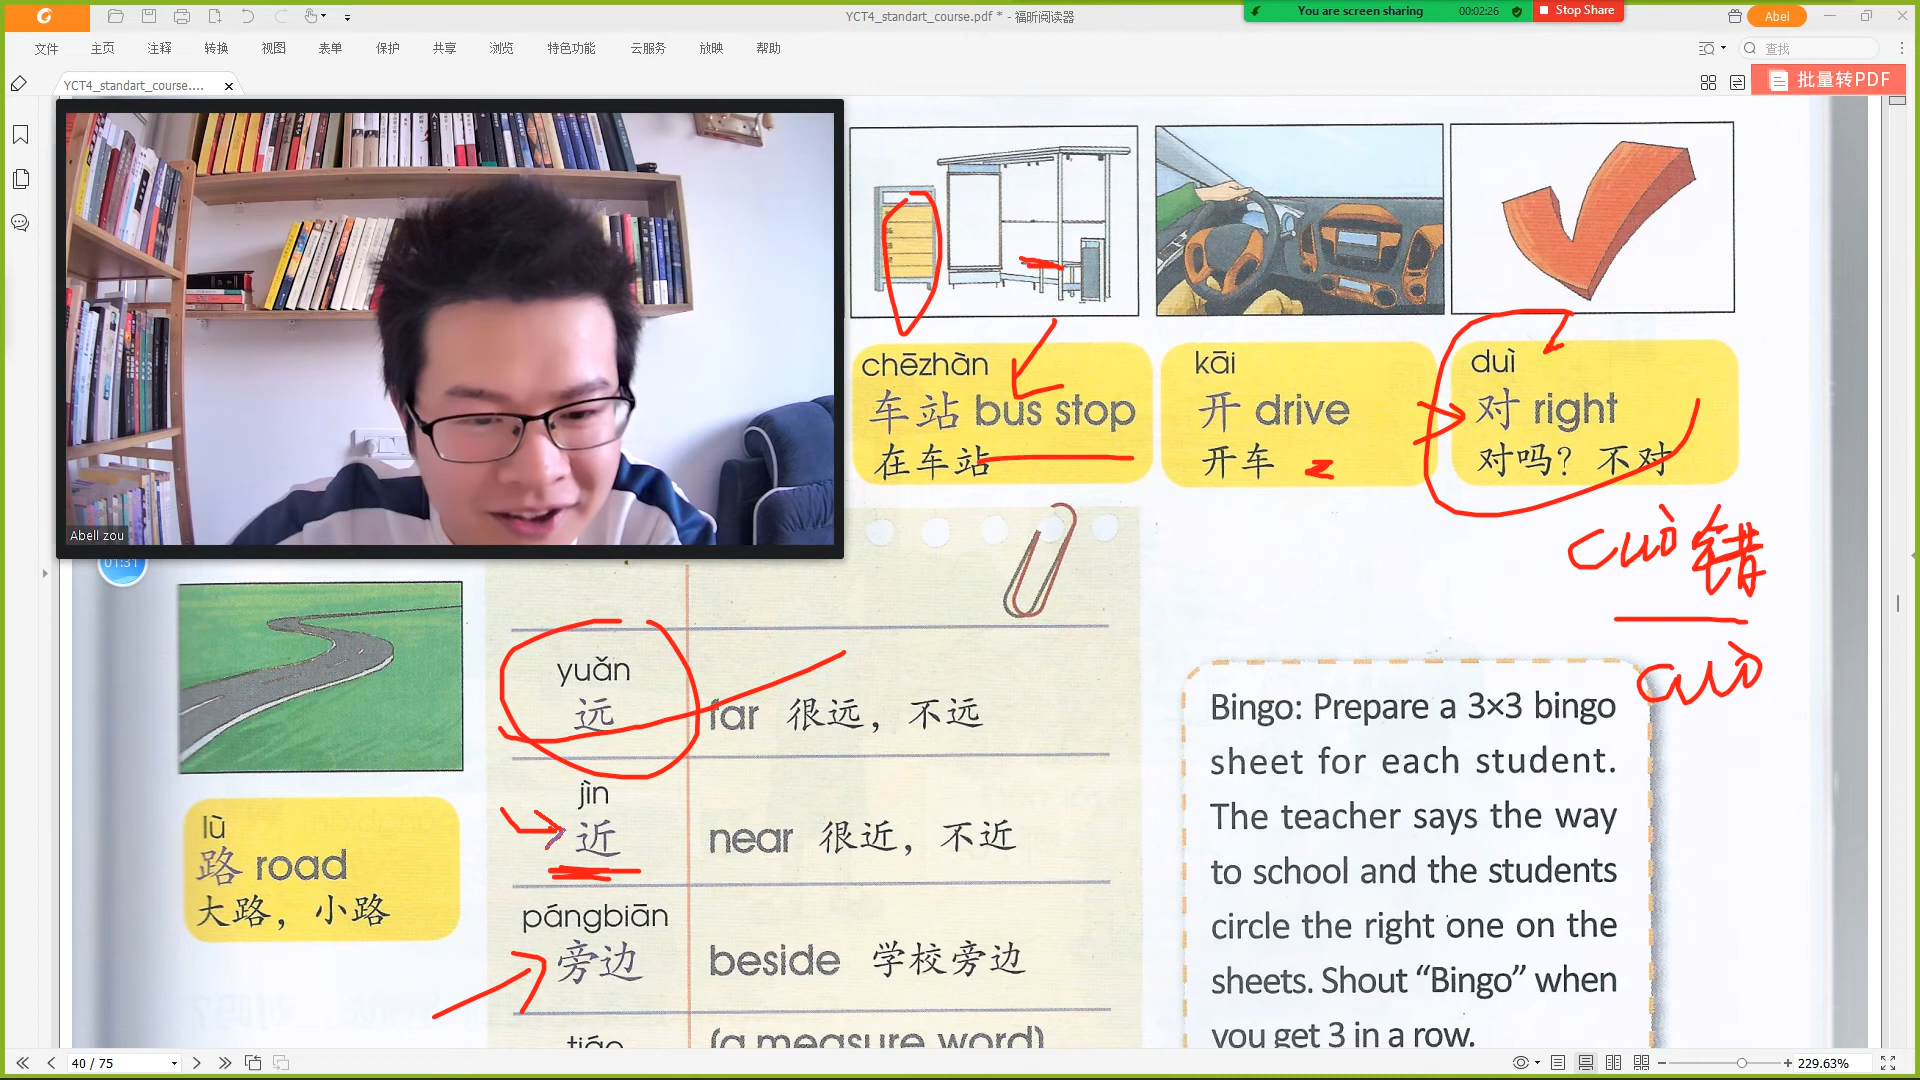 YCT4_standart_course.pdf * - 福昕阅读器
You are screen sharing
00:02:26
Stop Share
Abel
文件 主页 注释 转换 视图 表单 保护 共享 浏览 特色功能 云服务 放映 帮助
查找
YCT4_standart_course....
批量转PDF
Abell zou
01:31
chēzhàn
车站 bus stop
在车站
kāi
开 drive
开车
duì
对 right
对吗？不对
cuò 错
cuò
lù
路 road
大路，小路
yuǎn
远 far 很远，不远
jìn
近 near 很近，不近
pángbiān
旁边 beside 学校旁边
tiáo
(a measure word)
Bingo: Prepare a 3×3 bingo
sheet for each student.
The teacher says the way
to school and the students
circle the right one on the
sheets. Shout “Bingo” when
you get 3 in a row.
40 / 75
229.63%